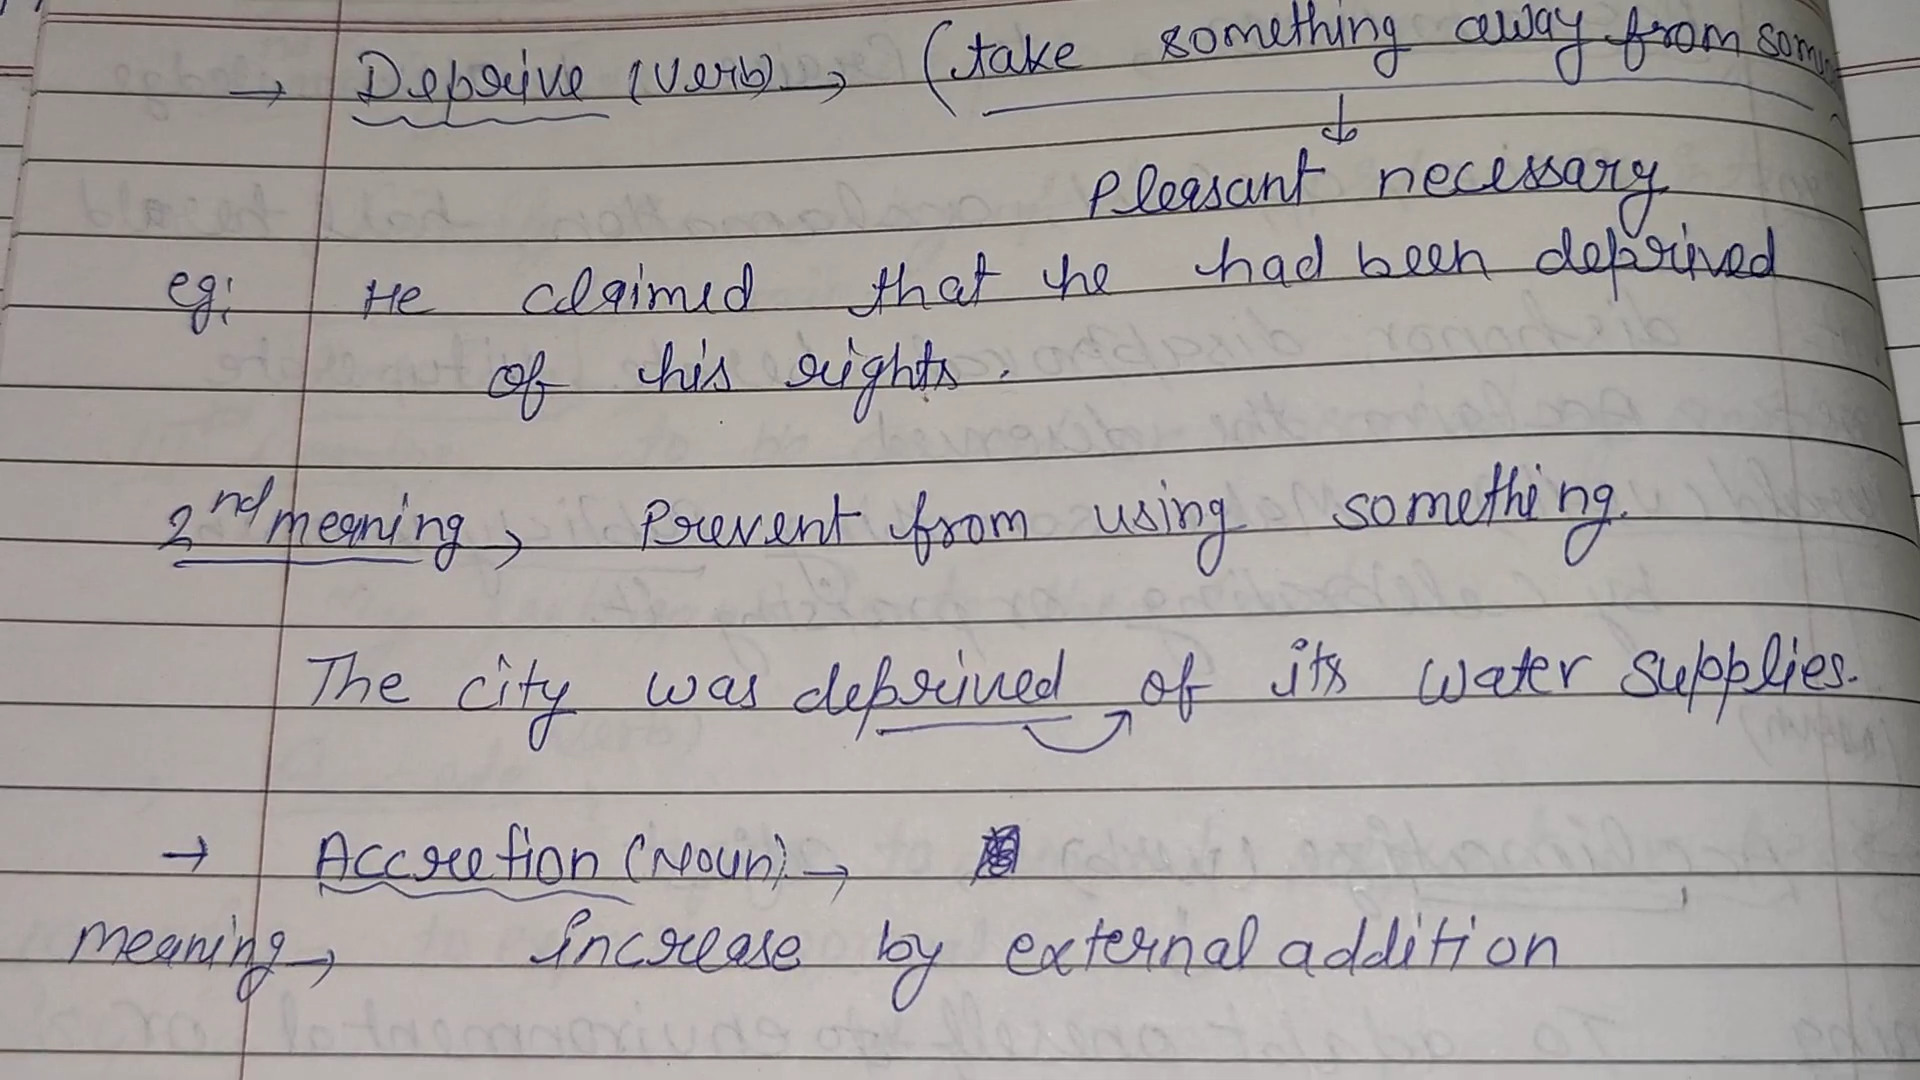 → Deprive (verb) → (take something away from
Pleasant necessary
eg: He claimed that he had been deprived
of his rights.
2nd meaning → Prevent from using something.
The city was deprived of its water supplies.
→ Accretion (Noun) →
meaning → increase by external addition